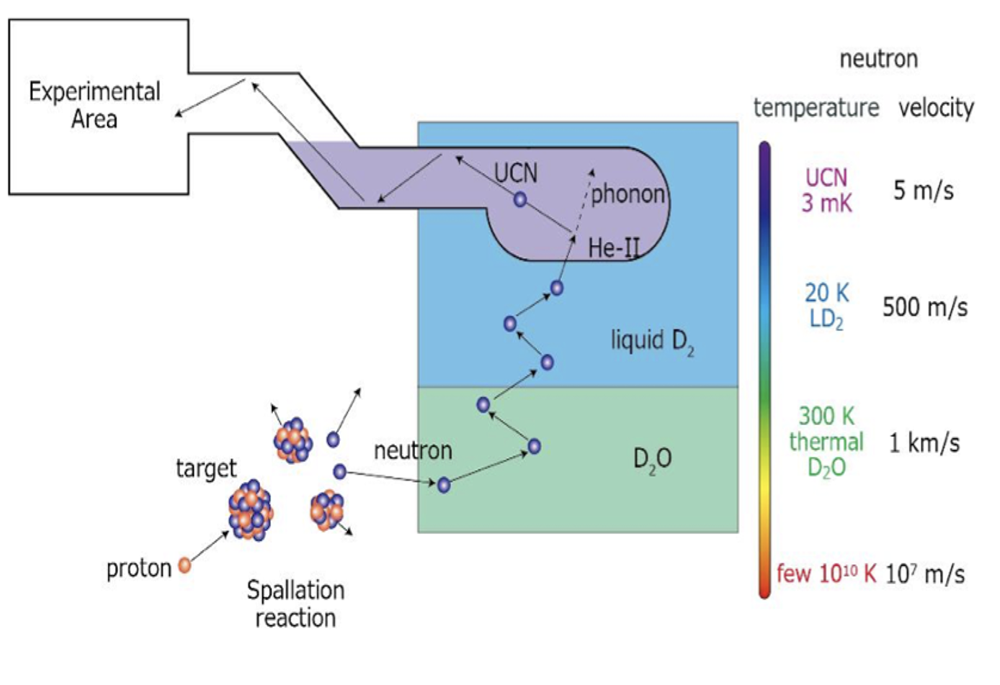 Experimental
Area
UCN
phonon
He-II
liquid D₂
neutron
D₂O
target
proton
Spallation
reaction
neutron
temperature velocity
UCN
3 mK
5 m/s
20 K
LD₂
500 m/s
300 K
thermal
D₂O
1 km/s
few 10¹⁰ K 10⁷ m/s